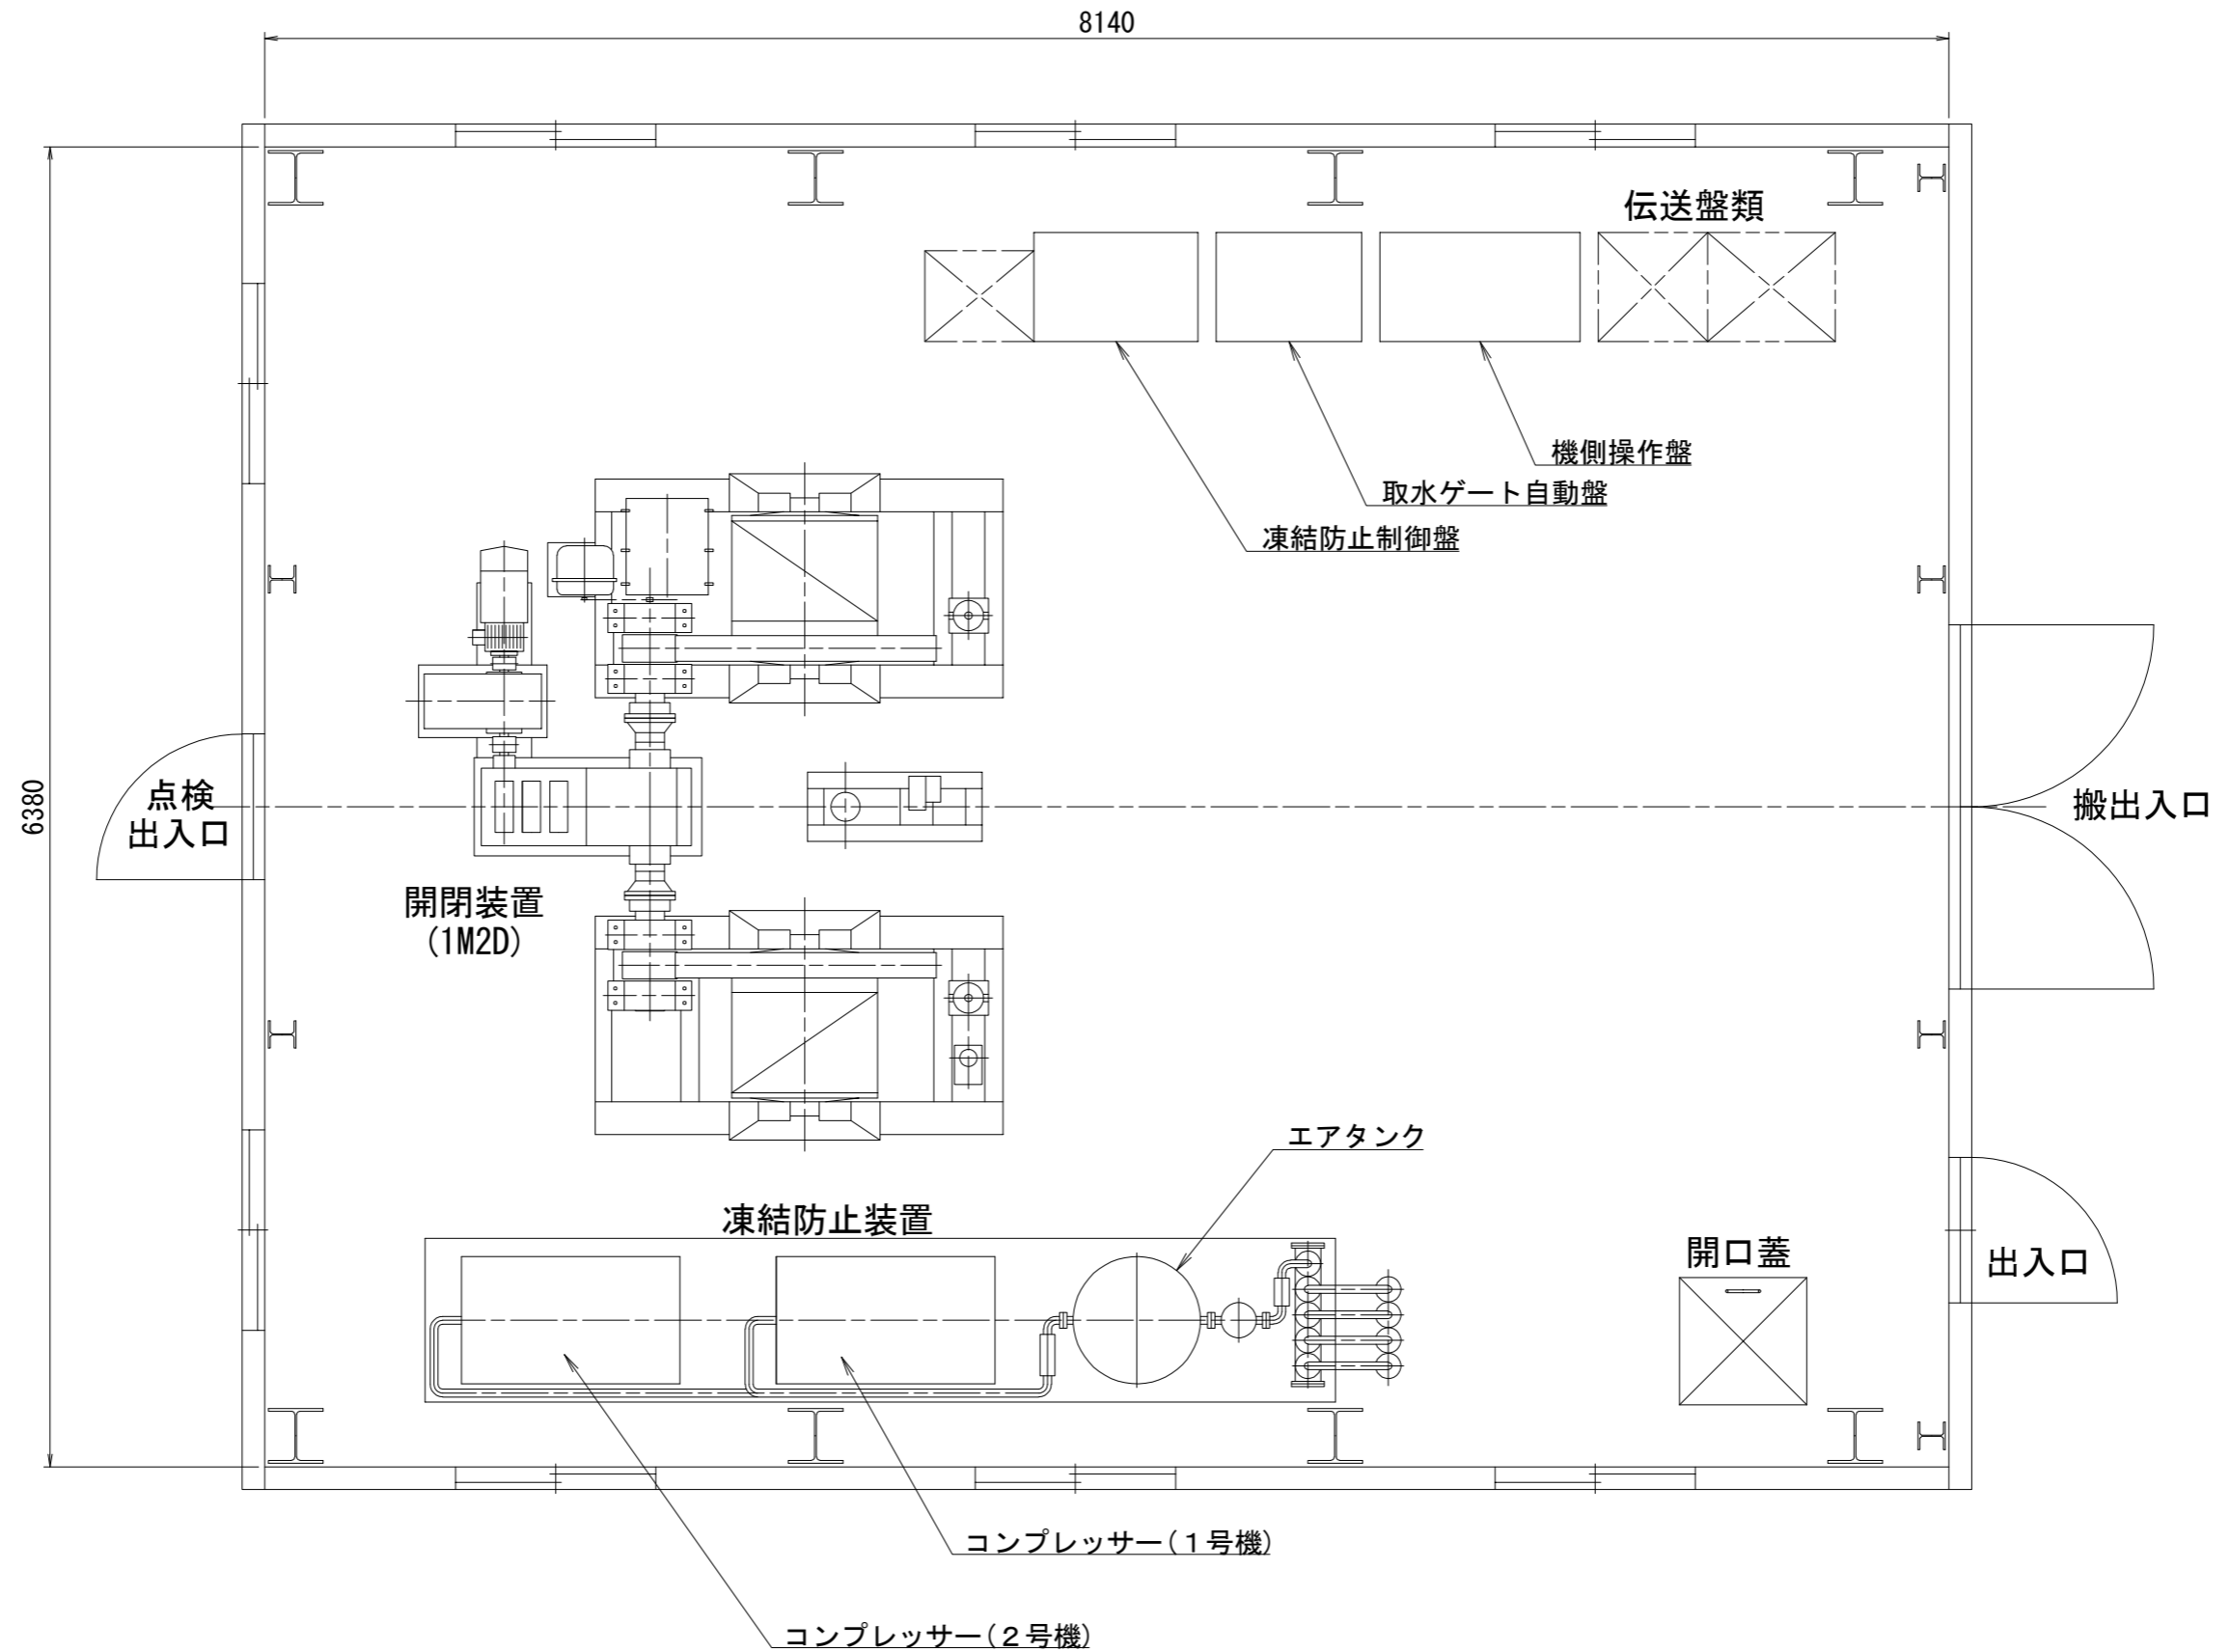 8140
伝送盤類
機側操作盤
取水ゲート自動盤
凍結防止制御盤
6380
点検
出入口
搬出入口
開閉装置
(1M2D)
エアタンク
凍結防止装置
開口蓋
出入口
コンプレッサー(1号機)
コンプレッサー(2号機)